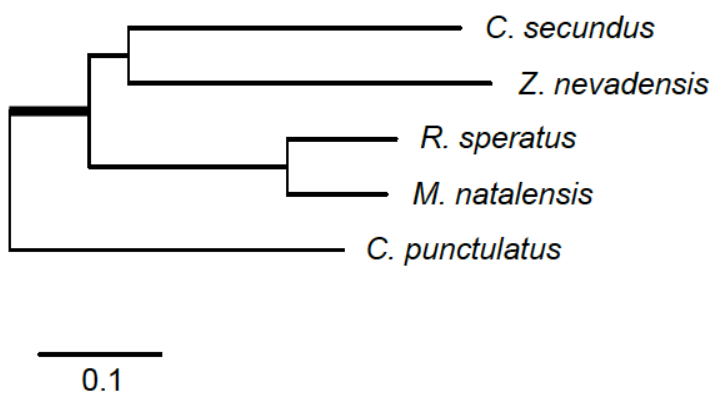 C. secundus
Z. nevadensis
R. speratus
M. natalensis
C. punctulatus
0.1